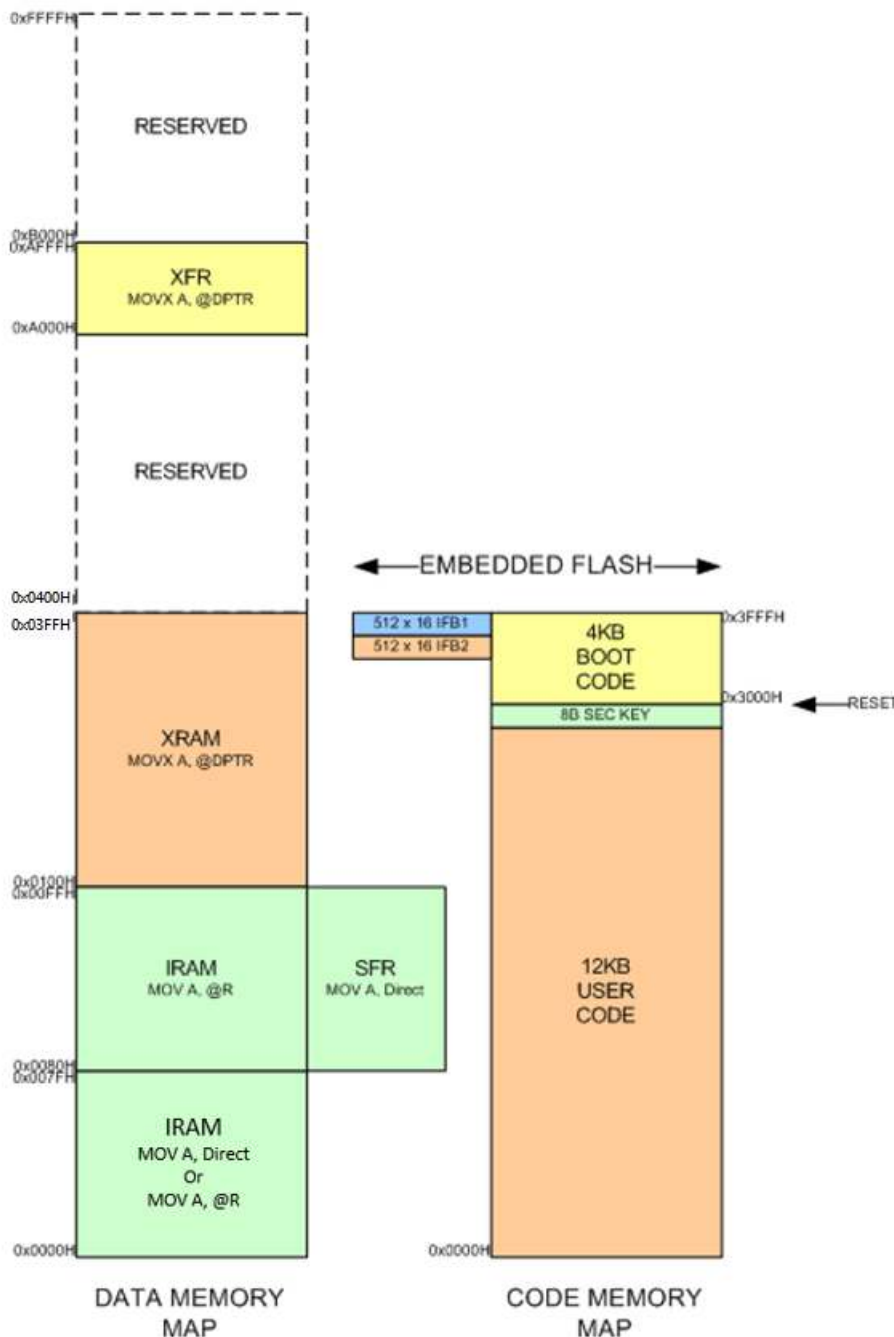 0xFFFFH
RESERVED
0xB000H
0xAFFFH
XFR
MOVX A, @DPTR
0xA000H
RESERVED
EMBEDDED FLASH
0x0400H
0x03FFH
512 x 16 IFB1
512 x 16 IFB2
4KB
BOOT
CODE
0x3FFFH
0x3000H
RESET
8B SEC KEY
XRAM
MOVX A, @DPTR
0x0100H
0x00FFH
IRAM
MOV A, @R
SFR
MOV A, Direct
12KB
USER
CODE
0x0080H
0x007FH
IRAM
MOV A, Direct
Or
MOV A, @R
0x0000H
0x0000H
DATA MEMORY
MAP
CODE MEMORY
MAP